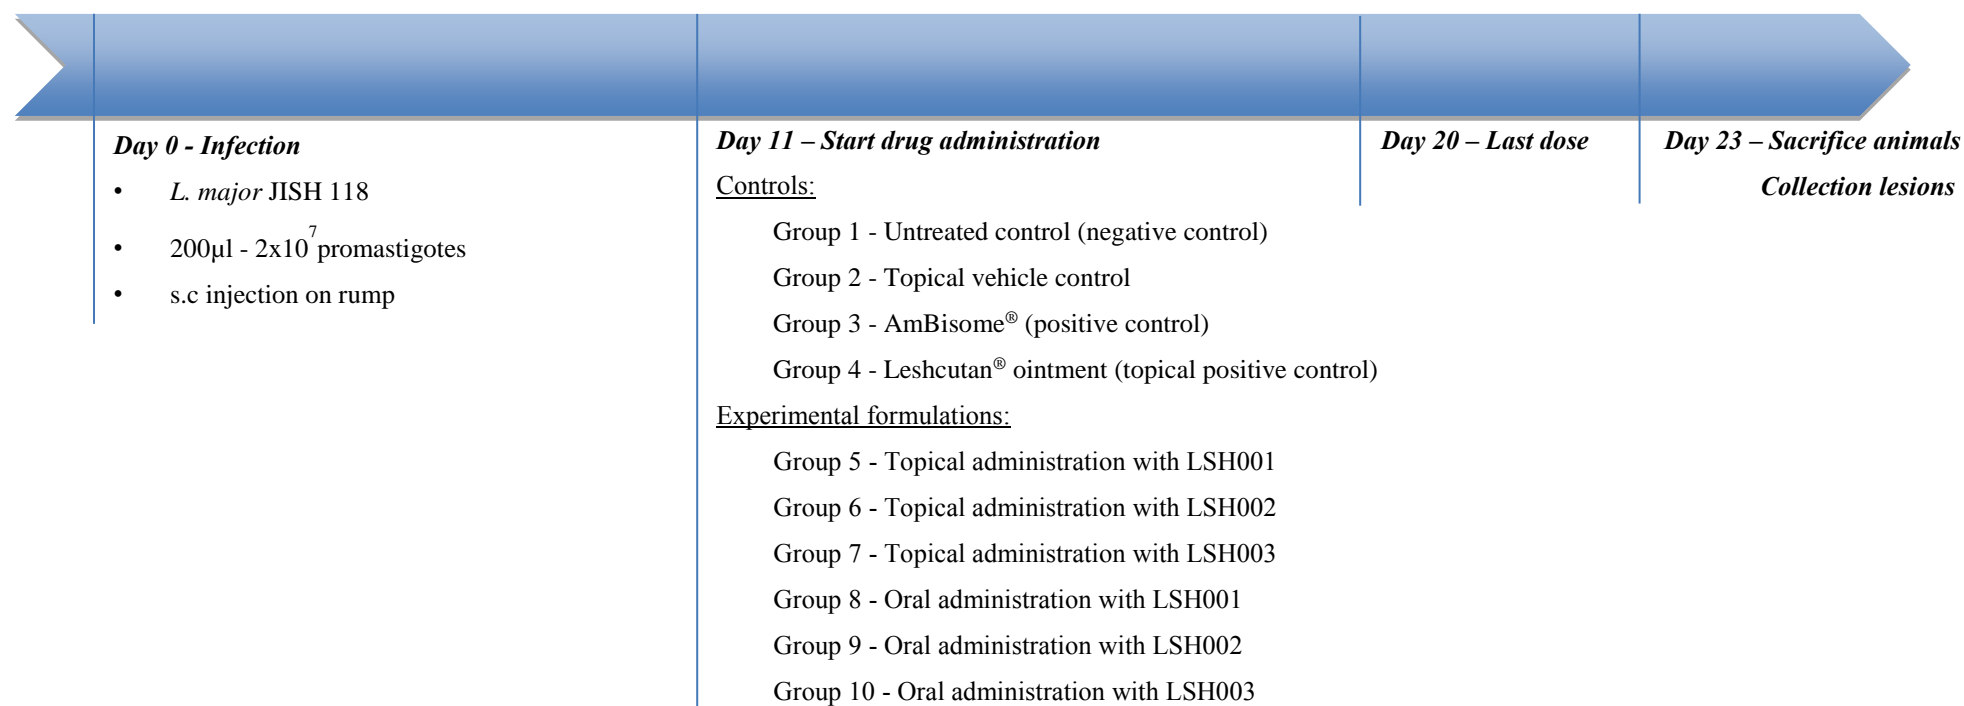 Day 0 - Infection
• L. major JISH 118
• 200µl - 2x10⁷ promastigotes
• s.c injection on rump
Day 11 – Start drug administration
Controls:
Group 1 - Untreated control (negative control)
Group 2 - Topical vehicle control
Group 3 - AmBisome® (positive control)
Group 4 - Leshcutan® ointment (topical positive control)
Experimental formulations:
Group 5 - Topical administration with LSH001
Group 6 - Topical administration with LSH002
Group 7 - Topical administration with LSH003
Group 8 - Oral administration with LSH001
Group 9 - Oral administration with LSH002
Group 10 - Oral administration with LSH003
Day 20 – Last dose
Day 23 – Sacrifice animals
Collection lesions